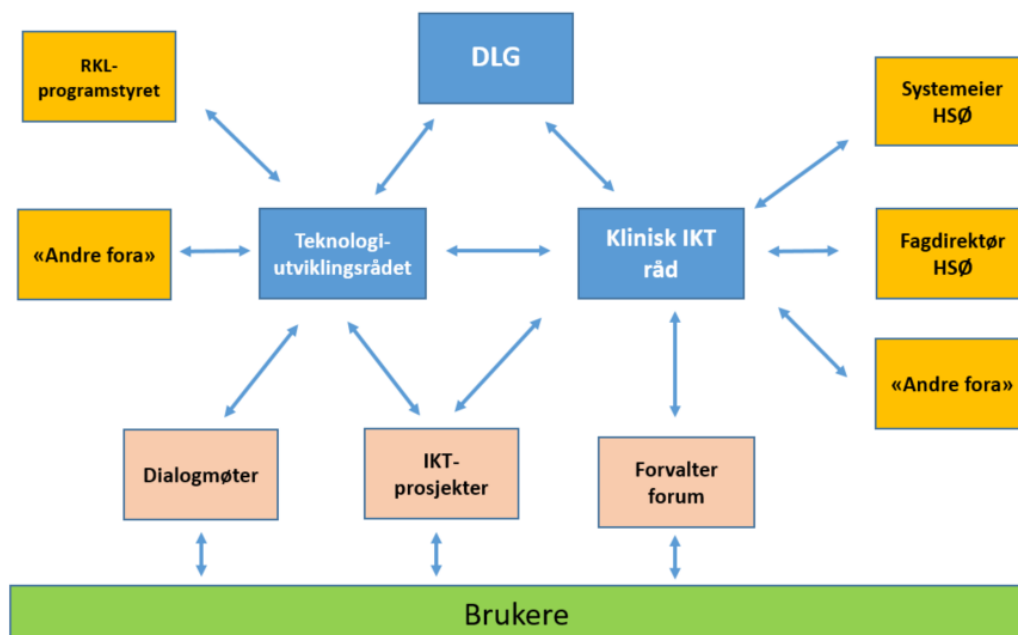 DLG
RKL-
programstyret
Systemeier
HSØ
«Andre fora»
Teknologi-
utviklingsrådet
Klinisk IKT
råd
Fagdirektør
HSØ
«Andre fora»
Dialogmøter
IKT-
prosjekter
Forvalter
forum
Brukere